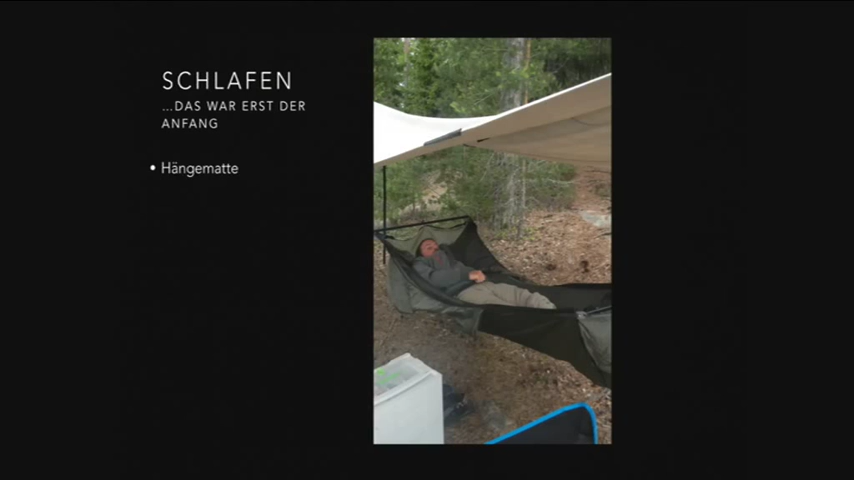 SCHLAFEN
...DAS WAR ERST DER
ANFANG
• Hängematte